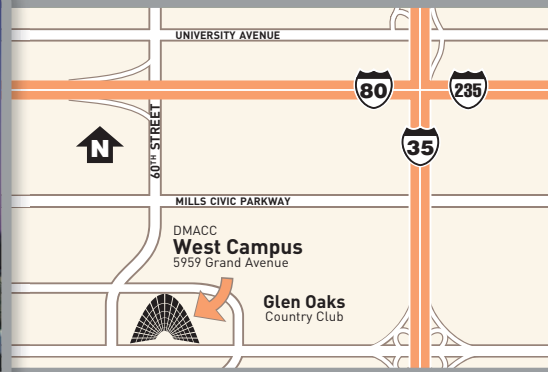 UNIVERSITY AVENUE
80
235
60TH STREET
N
35
MILLS CIVIC PARKWAY
DMACC
West Campus
5959 Grand Avenue
Glen Oaks
Country Club